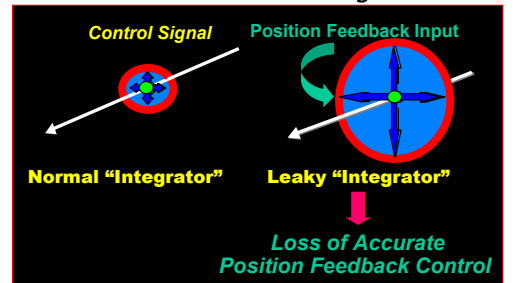 Control Signal
Position Feedback Input
Normal “Integrator”
Leaky “Integrator”
Loss of Accurate
Position Feedback Control